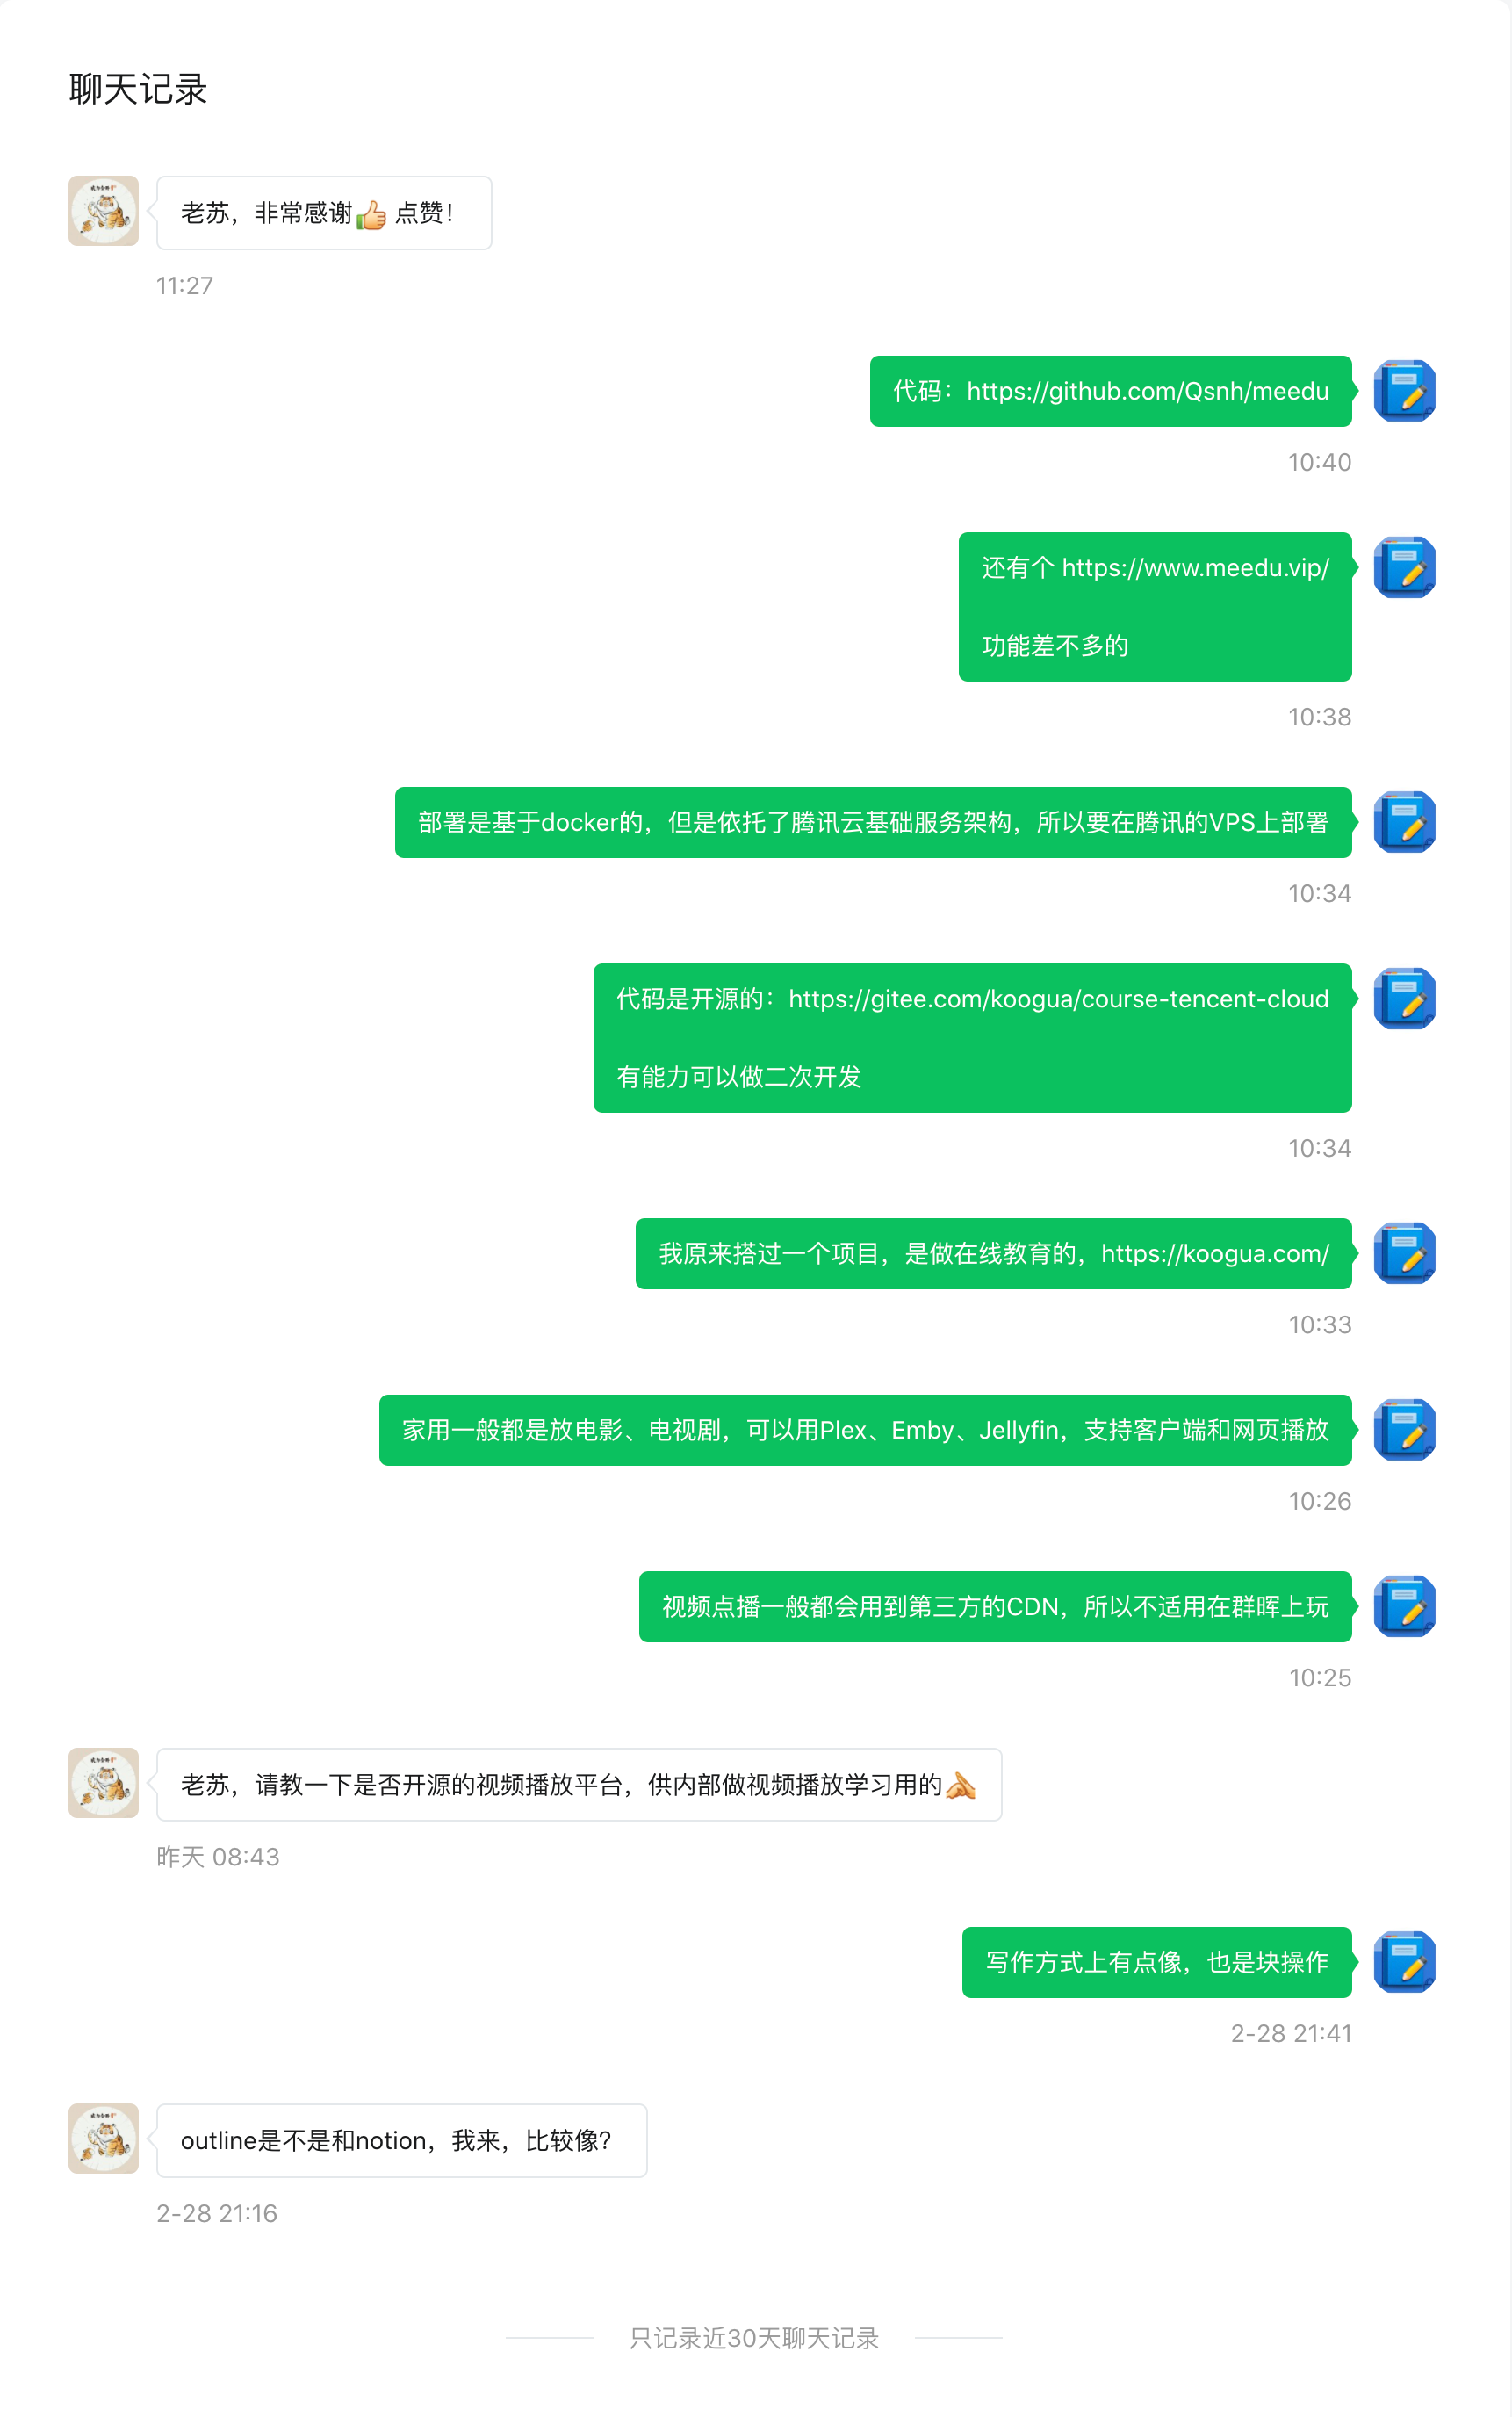 聊天记录
老苏，非常感谢👍 点赞！
11:27
代码：https://github.com/Qsnh/meedu
10:40
还有个 https://www.meedu.vip/
功能差不多的
10:38
部署是基于docker的，但是依托了腾讯云基础服务架构，所以要在腾讯的VPS上部署
10:34
代码是开源的：https://gitee.com/koogua/course-tencent-cloud
有能力可以做二次开发
10:34
我原来搭过一个项目，是做在线教育的，https://koogua.com/
10:33
家用一般都是放电影、电视剧，可以用Plex、Emby、Jellyfin，支持客户端和网页播放
10:26
视频点播一般都会用到第三方的CDN，所以不适用在群晖上玩
10:25
老苏，请教一下是否开源的视频播放平台，供内部做视频播放学习用的🙏
昨天 08:43
写作方式上有点像，也是块操作
2-28 21:41
outline是不是和notion，我来，比较像?
2-28 21:16
只记录近30天聊天记录